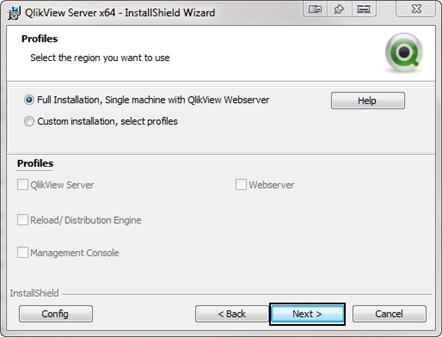 QlikView Server x64 - InstallShield Wizard
Profiles
Select the region you want to use
Full Installation, Single machine with QlikView Webserver
Help
Custom installation, select profiles
Profiles
QlikView Server
Webserver
Reload/ Distribution Engine
Management Console
InstallShield
Config
< Back
Next >
Cancel